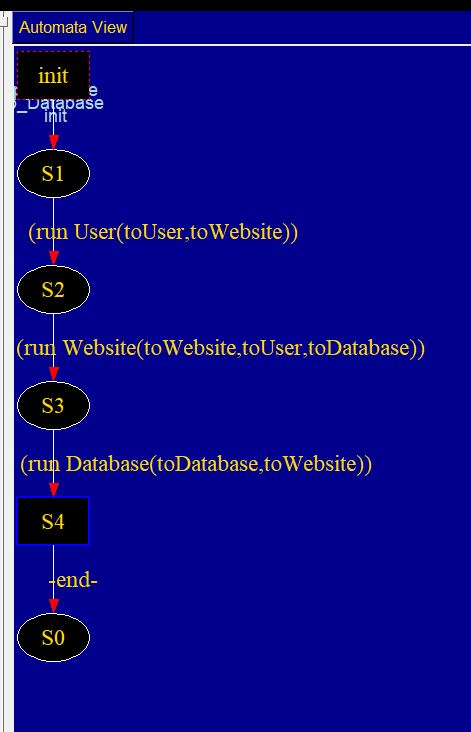 Automata View
init
_Database
init
S1
(run User(toUser,toWebsite))
S2
(run Website(toWebsite,toUser,toDatabase))
S3
(run Database(toDatabase,toWebsite))
S4
-end-
S0